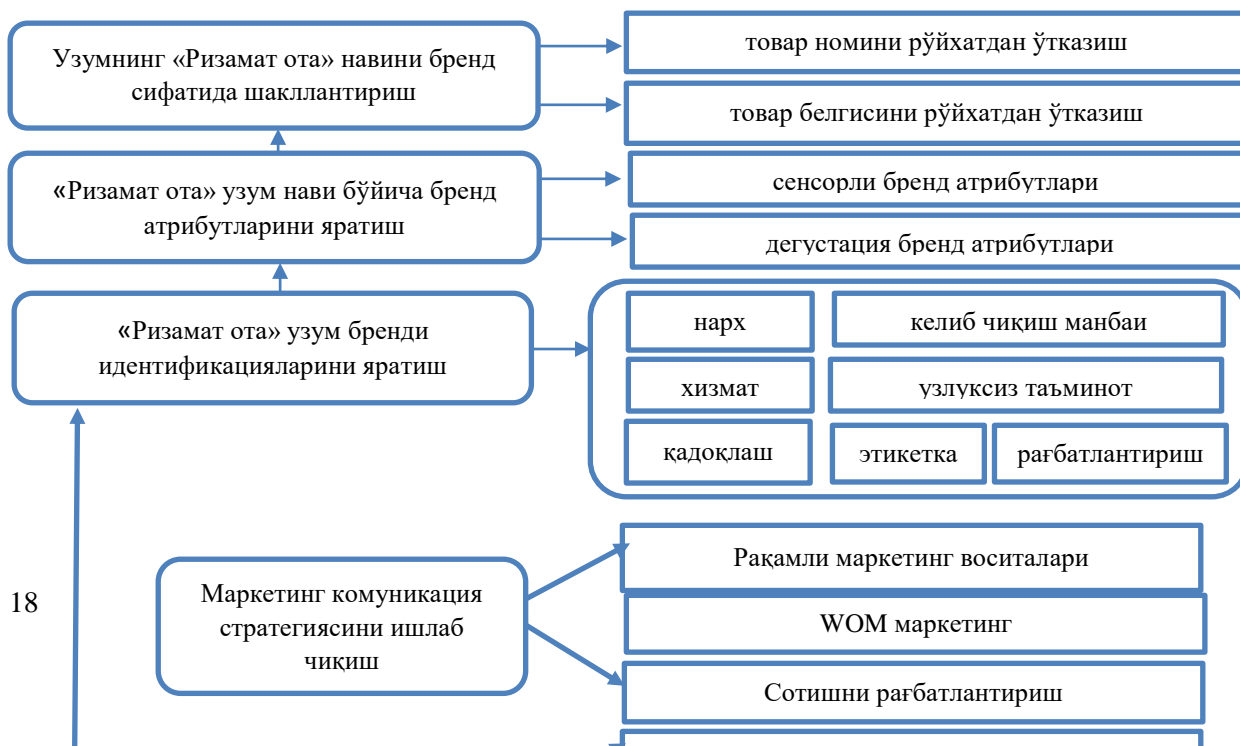 Узумнинг «Ризамат ота» навини бренд
сифатида шакллантириш
товар номини рўйхатдан ўтказиш
товар белгисини рўйхатдан ўтказиш
«Ризамат ота» узум нави бўйича бренд
атрибутларини яратиш
сенсорли бренд атрибутлари
дегустация бренд атрибутлари
«Ризамат ота» узум бренди
идентификацияларини яратиш
нарх
келиб чиқиш манбаи
хизмат
узлуксиз таъминот
қадоқлаш
этикетка
рағбатлантириш
18
Маркетинг комуникация
стратегиясини ишлаб
чиқиш
Рақамли маркетинг воситалари
WOM маркетинг
Сотишни рағбатлантириш